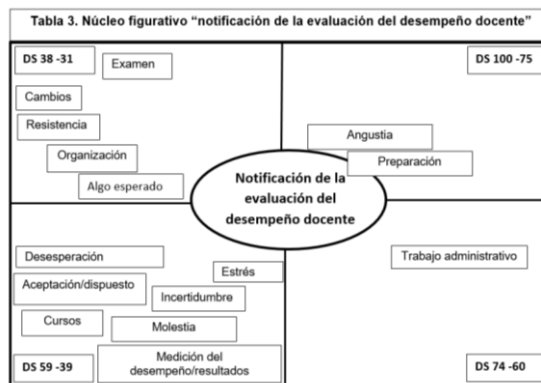 Tabla 3. Núcleo figurativo “notificación de la evaluación del desempeño docente”
DS 38 -31
Examen
Cambios
Resistencia
Organización
Algo esperado
DS 100 -75
Angustia
Preparación
Notificación de la
evaluación del
desempeño docente
Desesperación
Estrés
Aceptación/dispuesto
Incertidumbre
Cursos
Molestia
DS 59 -39
Medición del
desempeño/resultados
Trabajo administrativo
DS 74 -60